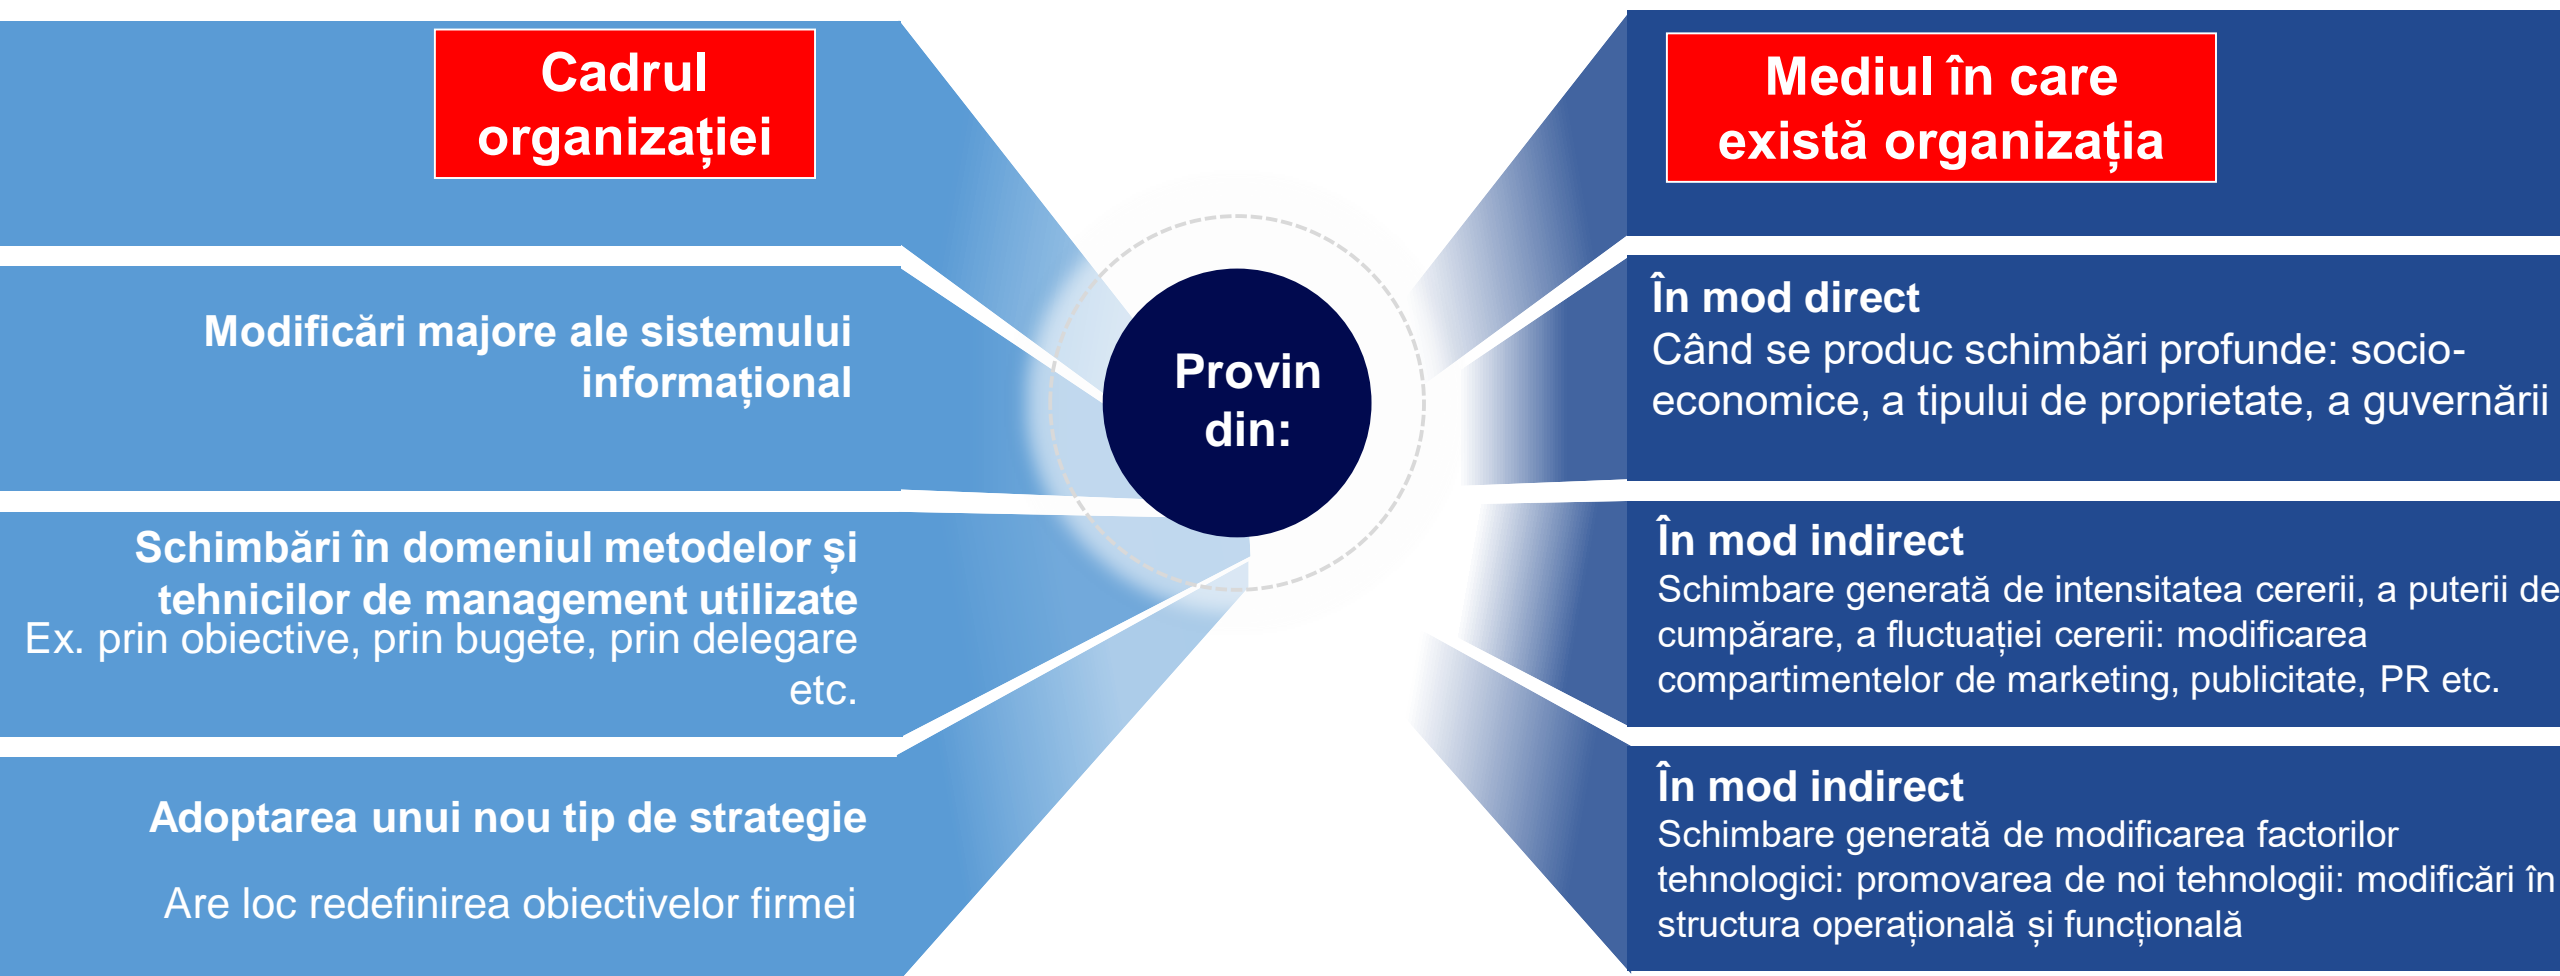 Cadrul
organizației
Modificări majore ale sistemului
informațional
Schimbări în domeniul metodelor și
tehnicilor de management utilizate
Ex. prin obiective, prin bugete, prin delegare
etc.
Adoptarea unui nou tip de strategie
Are loc redefinirea obiectivelor firmei
Provin
din:
Mediul în care
există organizația
În mod direct
Când se produc schimbări profunde: socio-
economice, a tipului de proprietate, a guvernării
În mod indirect
Schimbare generată de intensitatea cererii, a puterii de
cumpărare, a fluctuației cererii: modificarea
compartimentelor de marketing, publicitate, PR etc.
În mod indirect
Schimbare generată de modificarea factorilor
tehnologici: promovarea de noi tehnologii: modificări în
structura operațională și funcțională